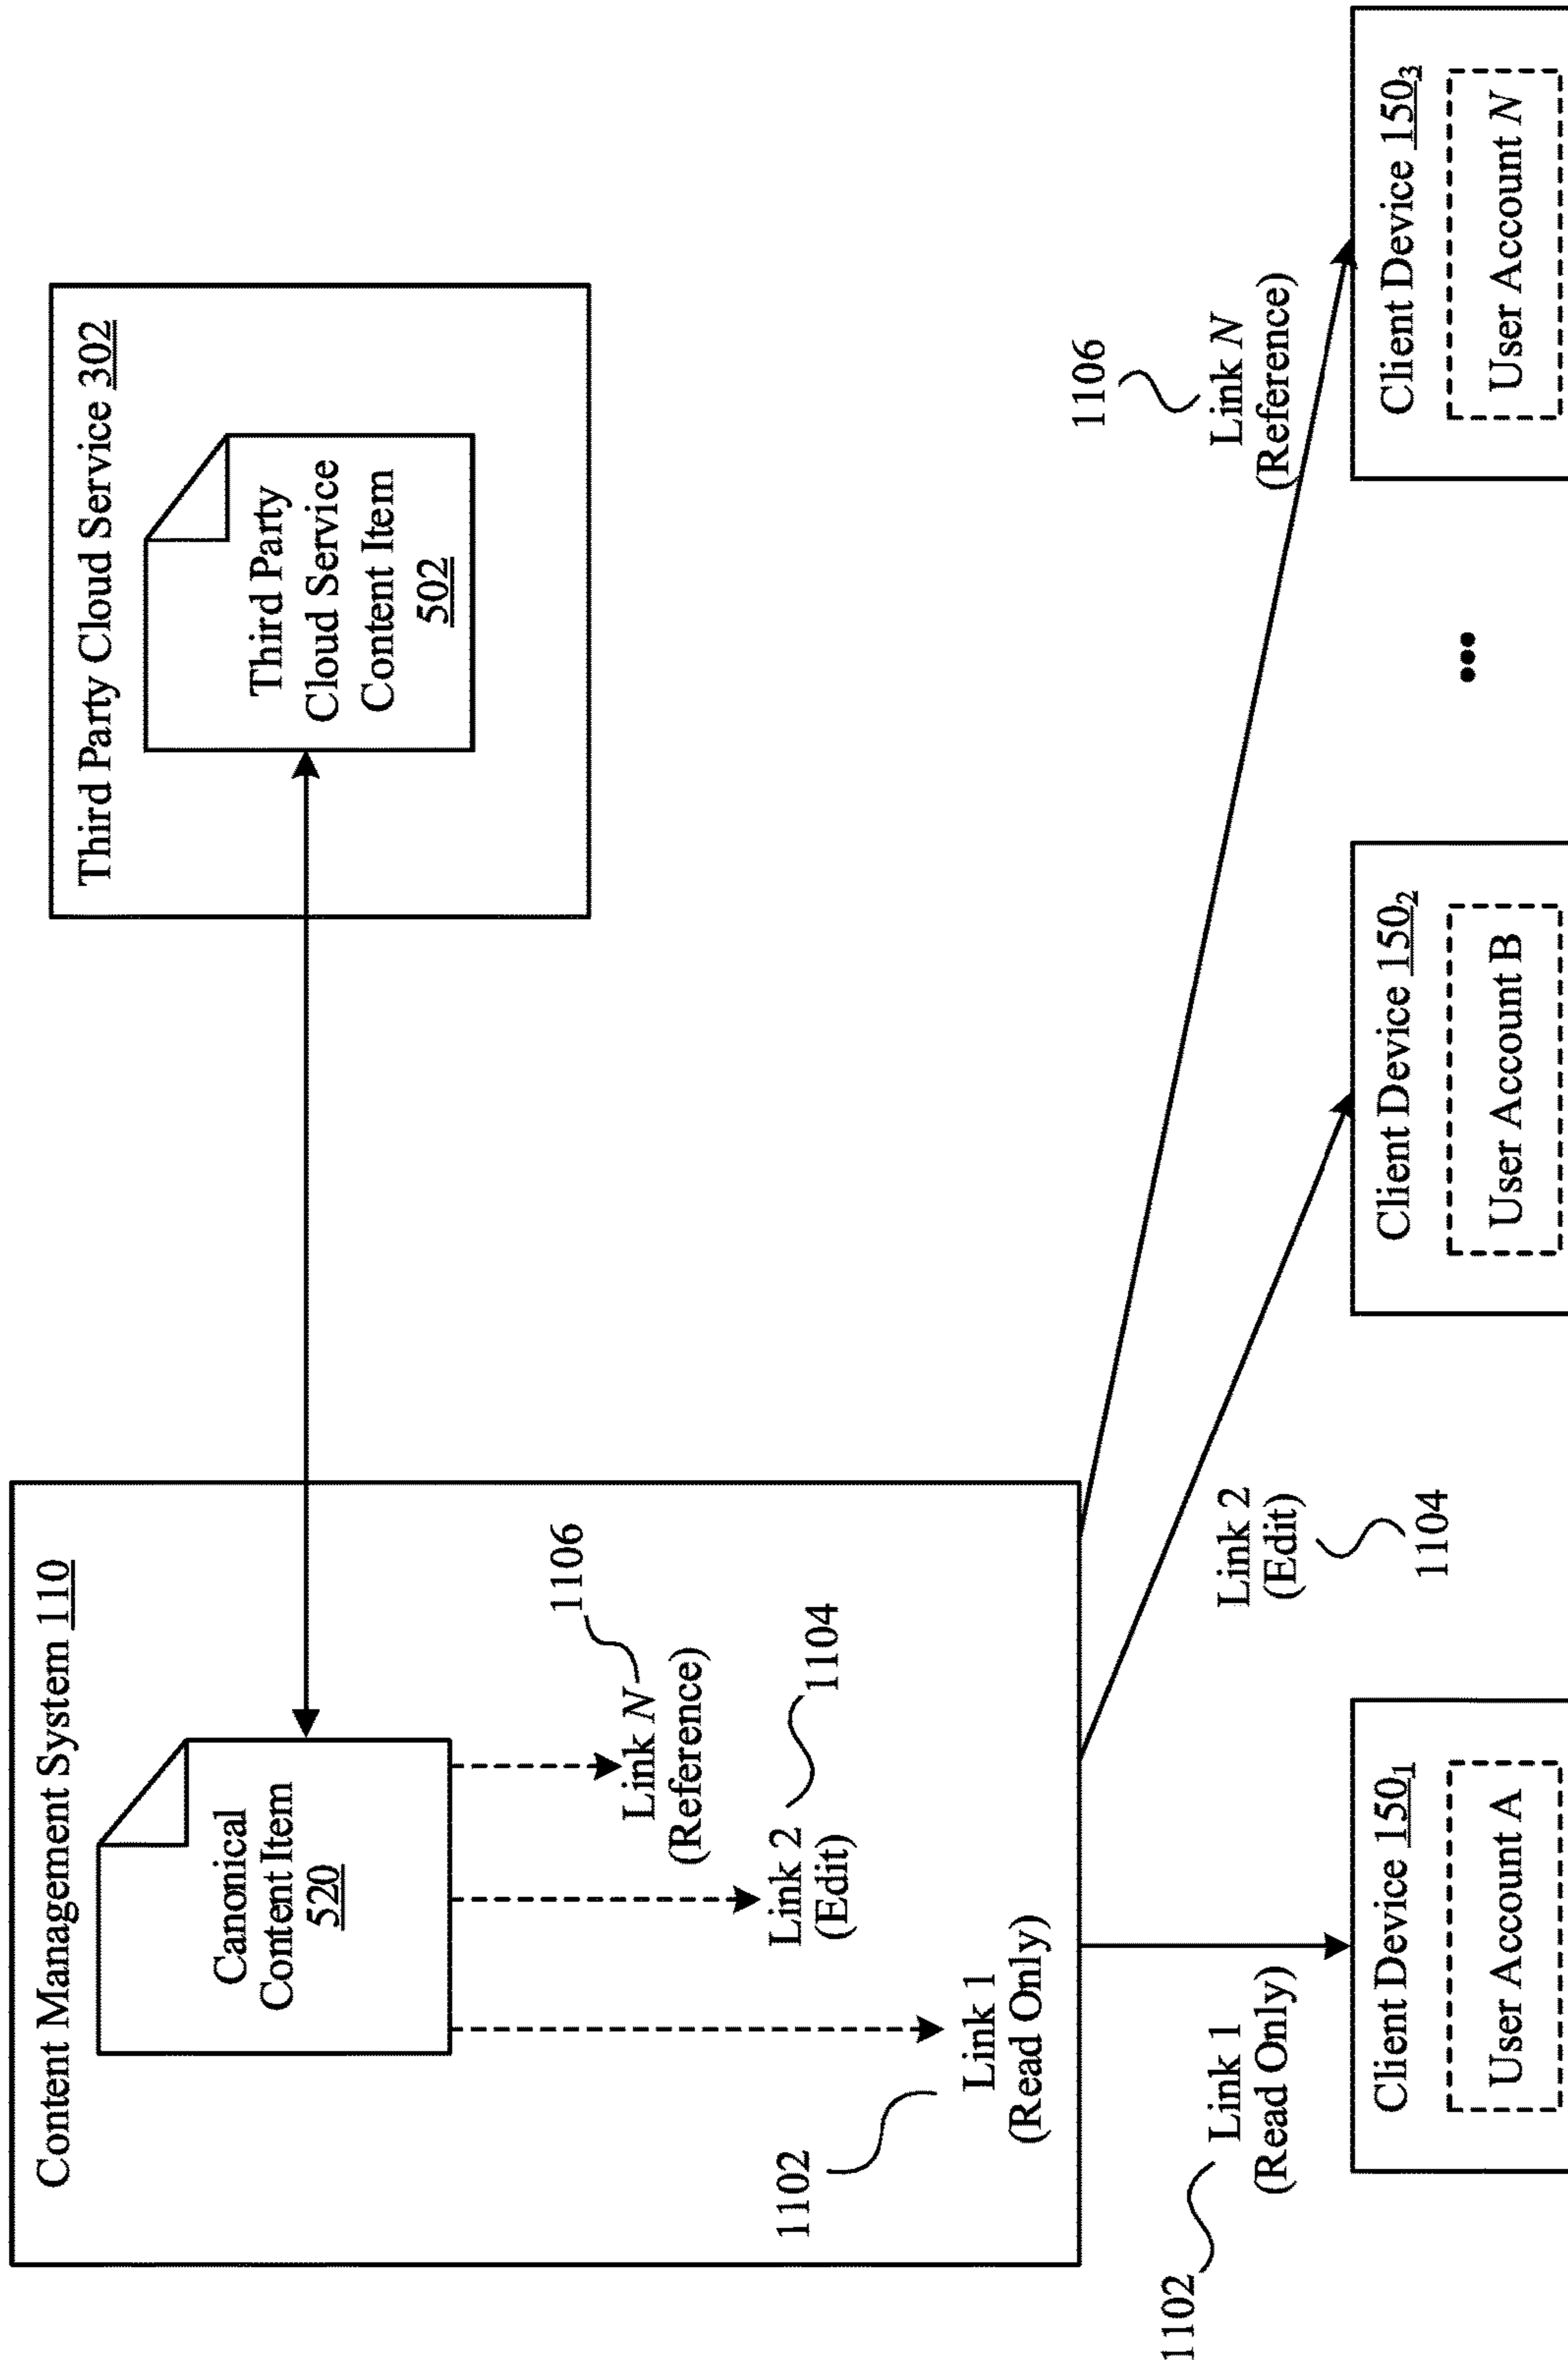 Content Management System 110
Canonical
Content Item
520
1106
Link N
(Reference)
1104
Link 2
(Edit)
1102
Link 1
(Read Only)
Third Party Cloud Service 302
Third Party
Cloud Service
Content Item
502
1102
Link 1
(Read Only)
Link 2
(Edit)
1104
1106
Link N
(Reference)
Client Device 150₁
User Account A
Client Device 150₂
User Account B
•••
Client Device 150₃
User Account N